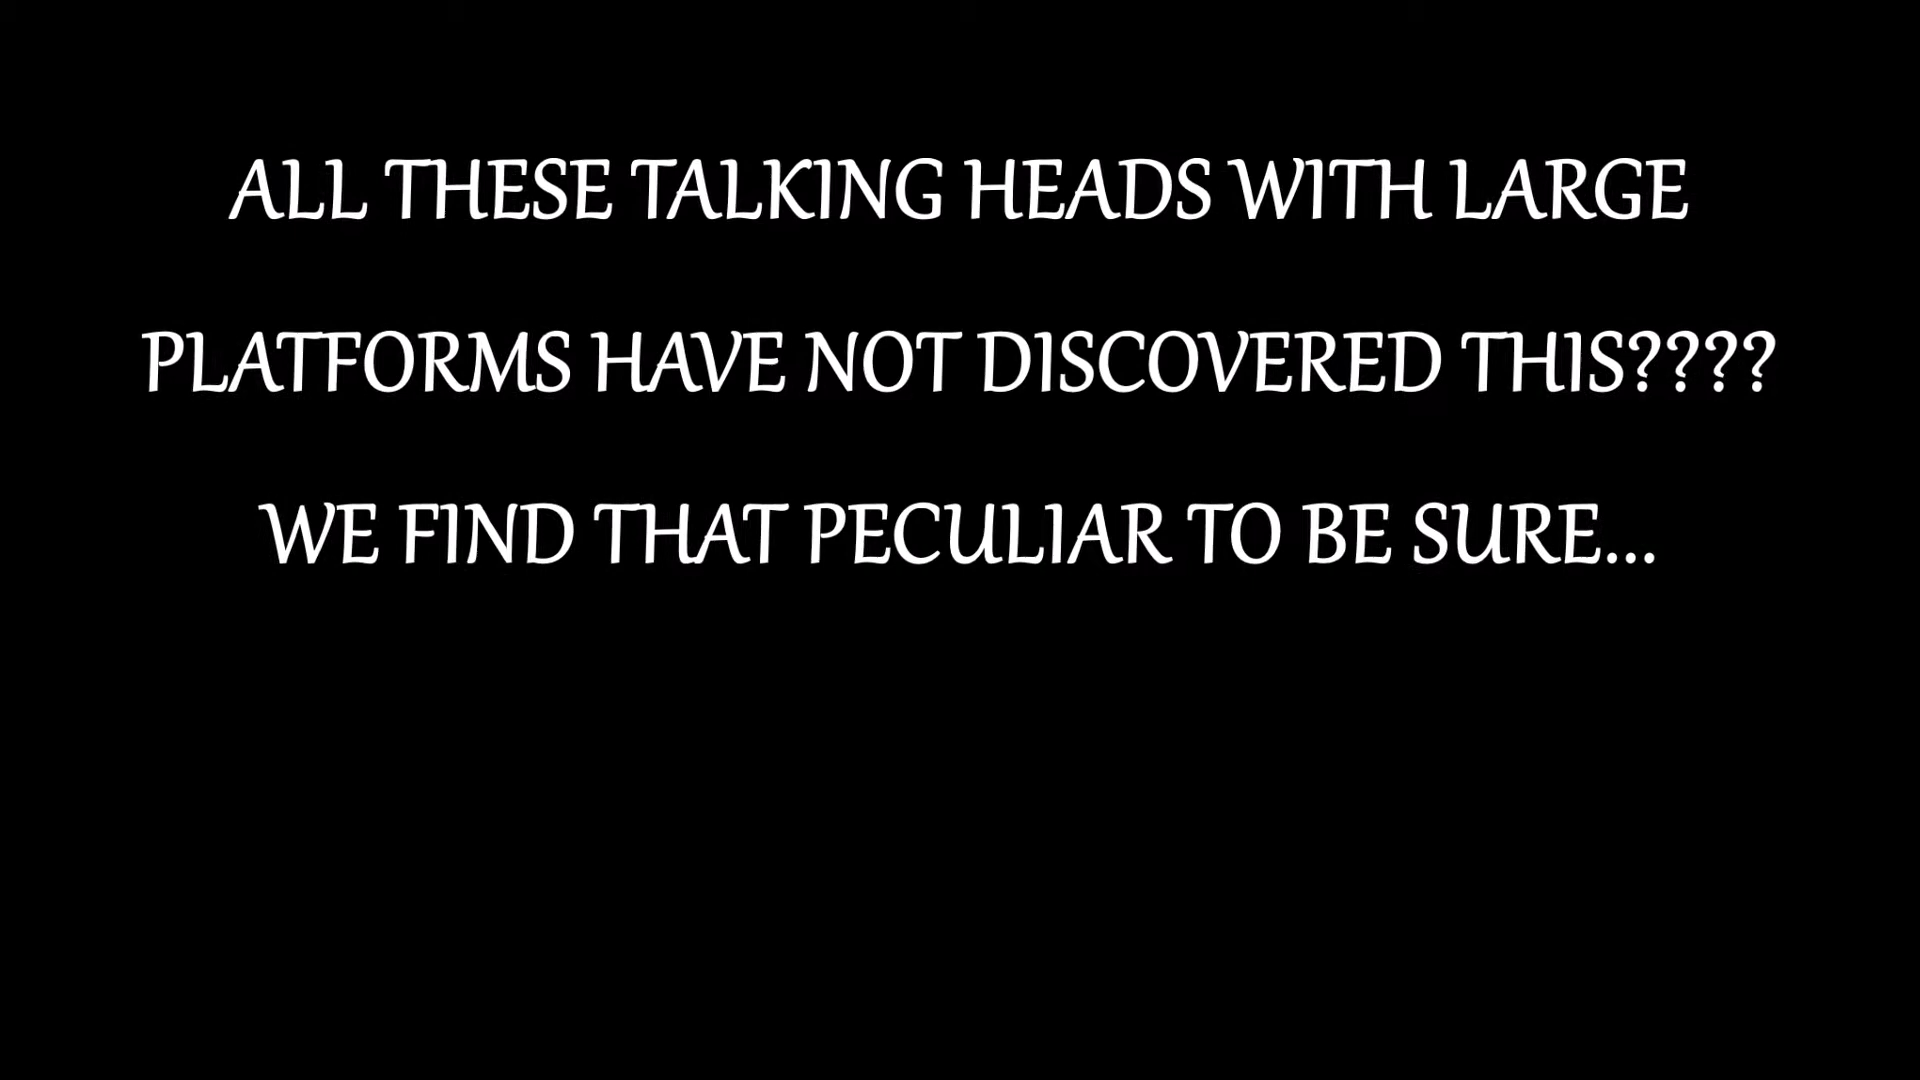 ALL THESE TALKING HEADS WITH LARGE
PLATFORMS HAVE NOT DISCOVERED THIS????
WE FIND THAT PECULIAR TO BE SURE...